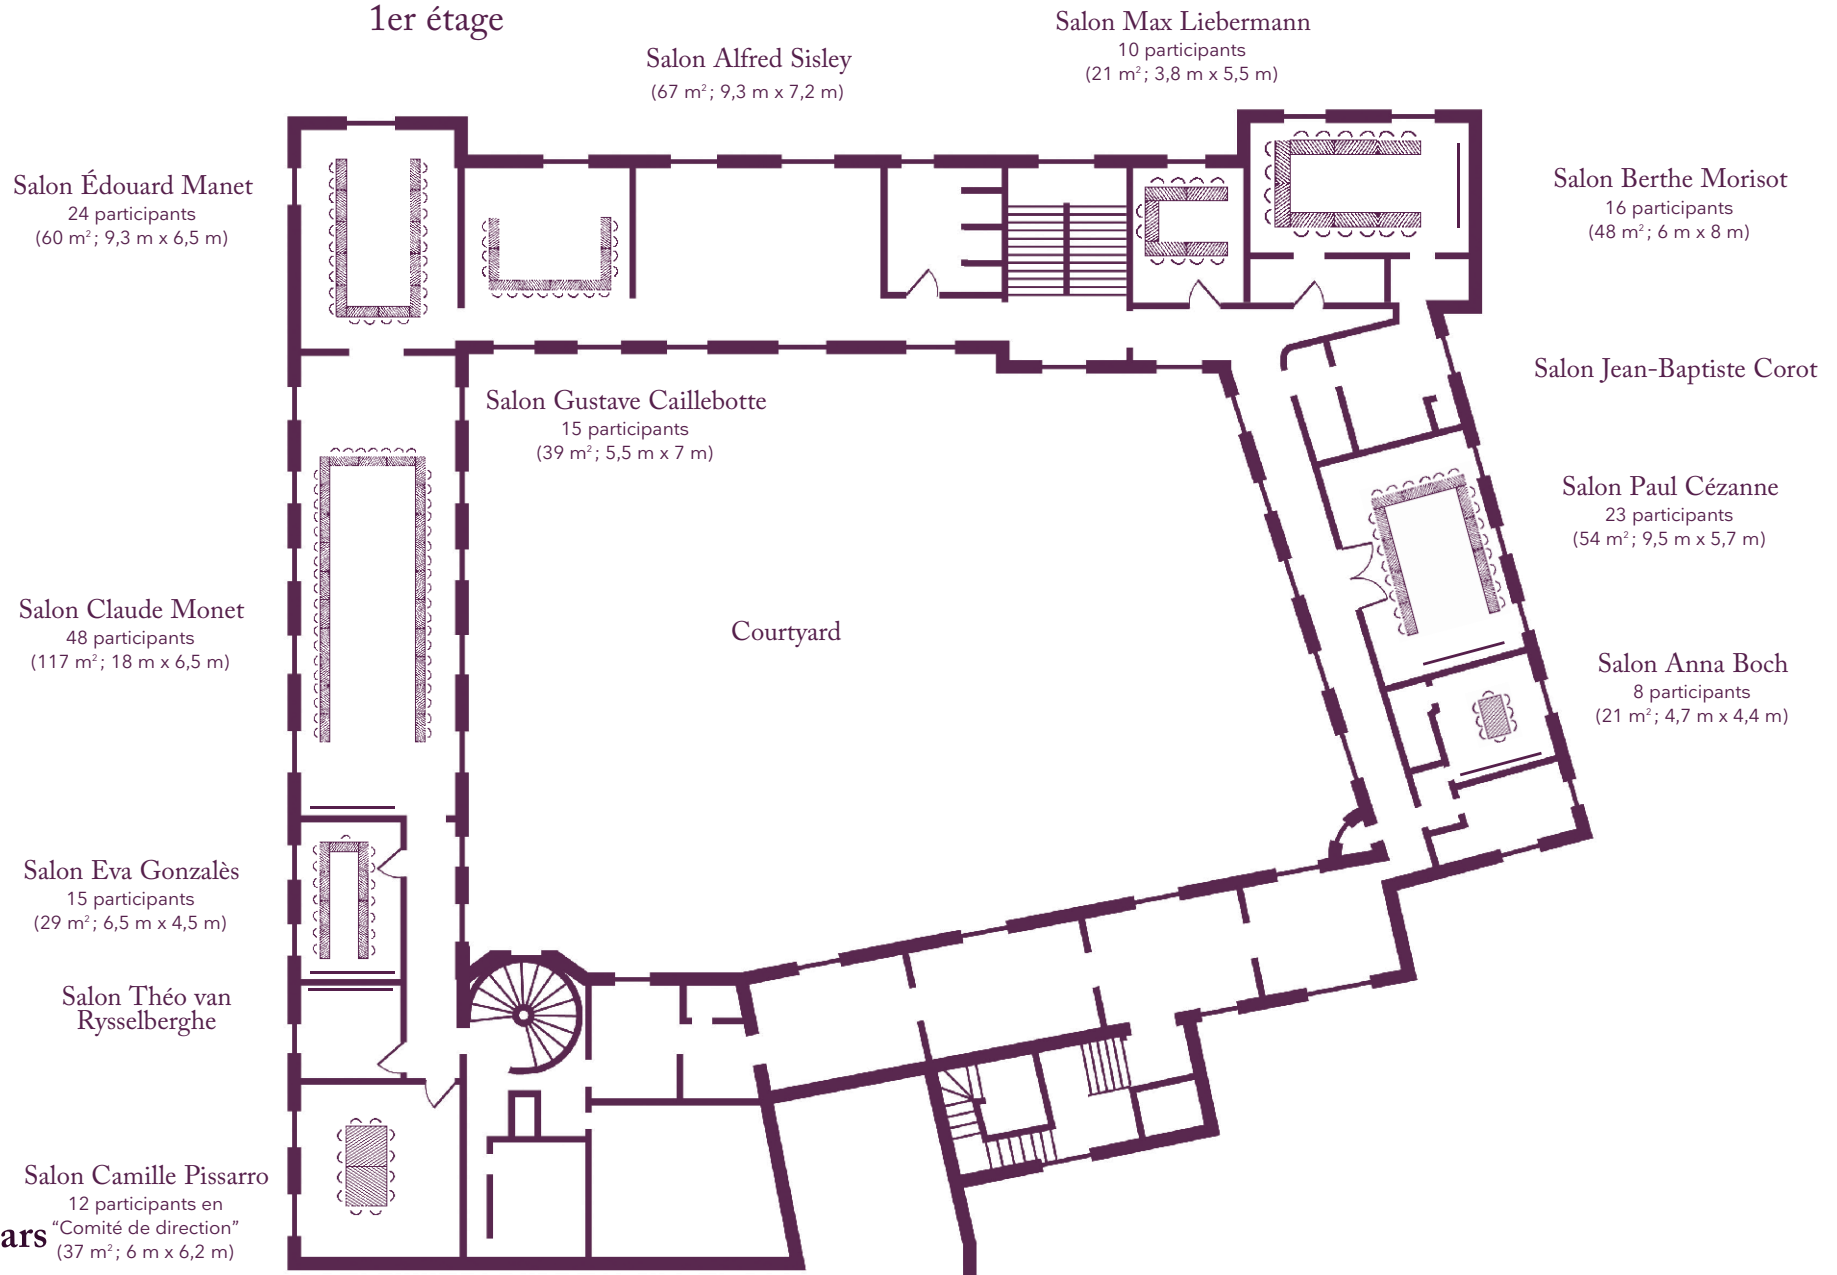 1er étage
Salon Max Liebermann
10 participants
(21 m²; 3,8 m x 5,5 m)
Salon Alfred Sisley
(67 m²; 9,3 m x 7,2 m)
Salon Édouard Manet
24 participants
(60 m²; 9,3 m x 6,5 m)
Salon Berthe Morisot
16 participants
(48 m²; 6 m x 8 m)
Salon Jean-Baptiste Corot
Salon Gustave Caillebotte
15 participants
(39 m²; 5,5 m x 7 m)
Salon Paul Cézanne
23 participants
(54 m²; 9,5 m x 5,7 m)
Salon Claude Monet
48 participants
(117 m²; 18 m x 6,5 m)
Courtyard
Salon Anna Boch
8 participants
(21 m²; 4,7 m x 4,4 m)
Salon Eva Gonzalès
15 participants
(29 m²; 6,5 m x 4,5 m)
Salon Théo van
Rysselberghe
Salon Camille Pissarro
12 participants en
ars “Comité de direction”
(37 m²; 6 m x 6,2 m)